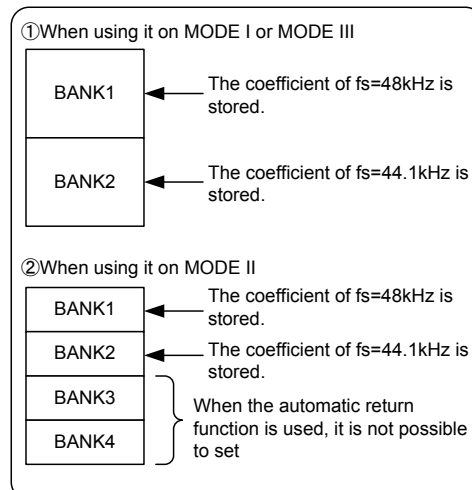 ①When using it on MODE I or MODE III
BANK1
The coefficient of fs=48kHz is
stored.
BANK2
The coefficient of fs=44.1kHz is
stored.
②When using it on MODE II
BANK1
The coefficient of fs=48kHz is
stored.
BANK2
The coefficient of fs=44.1kHz is
stored.
BANK3
BANK4
When the automatic return
function is used, it is not possible
to set